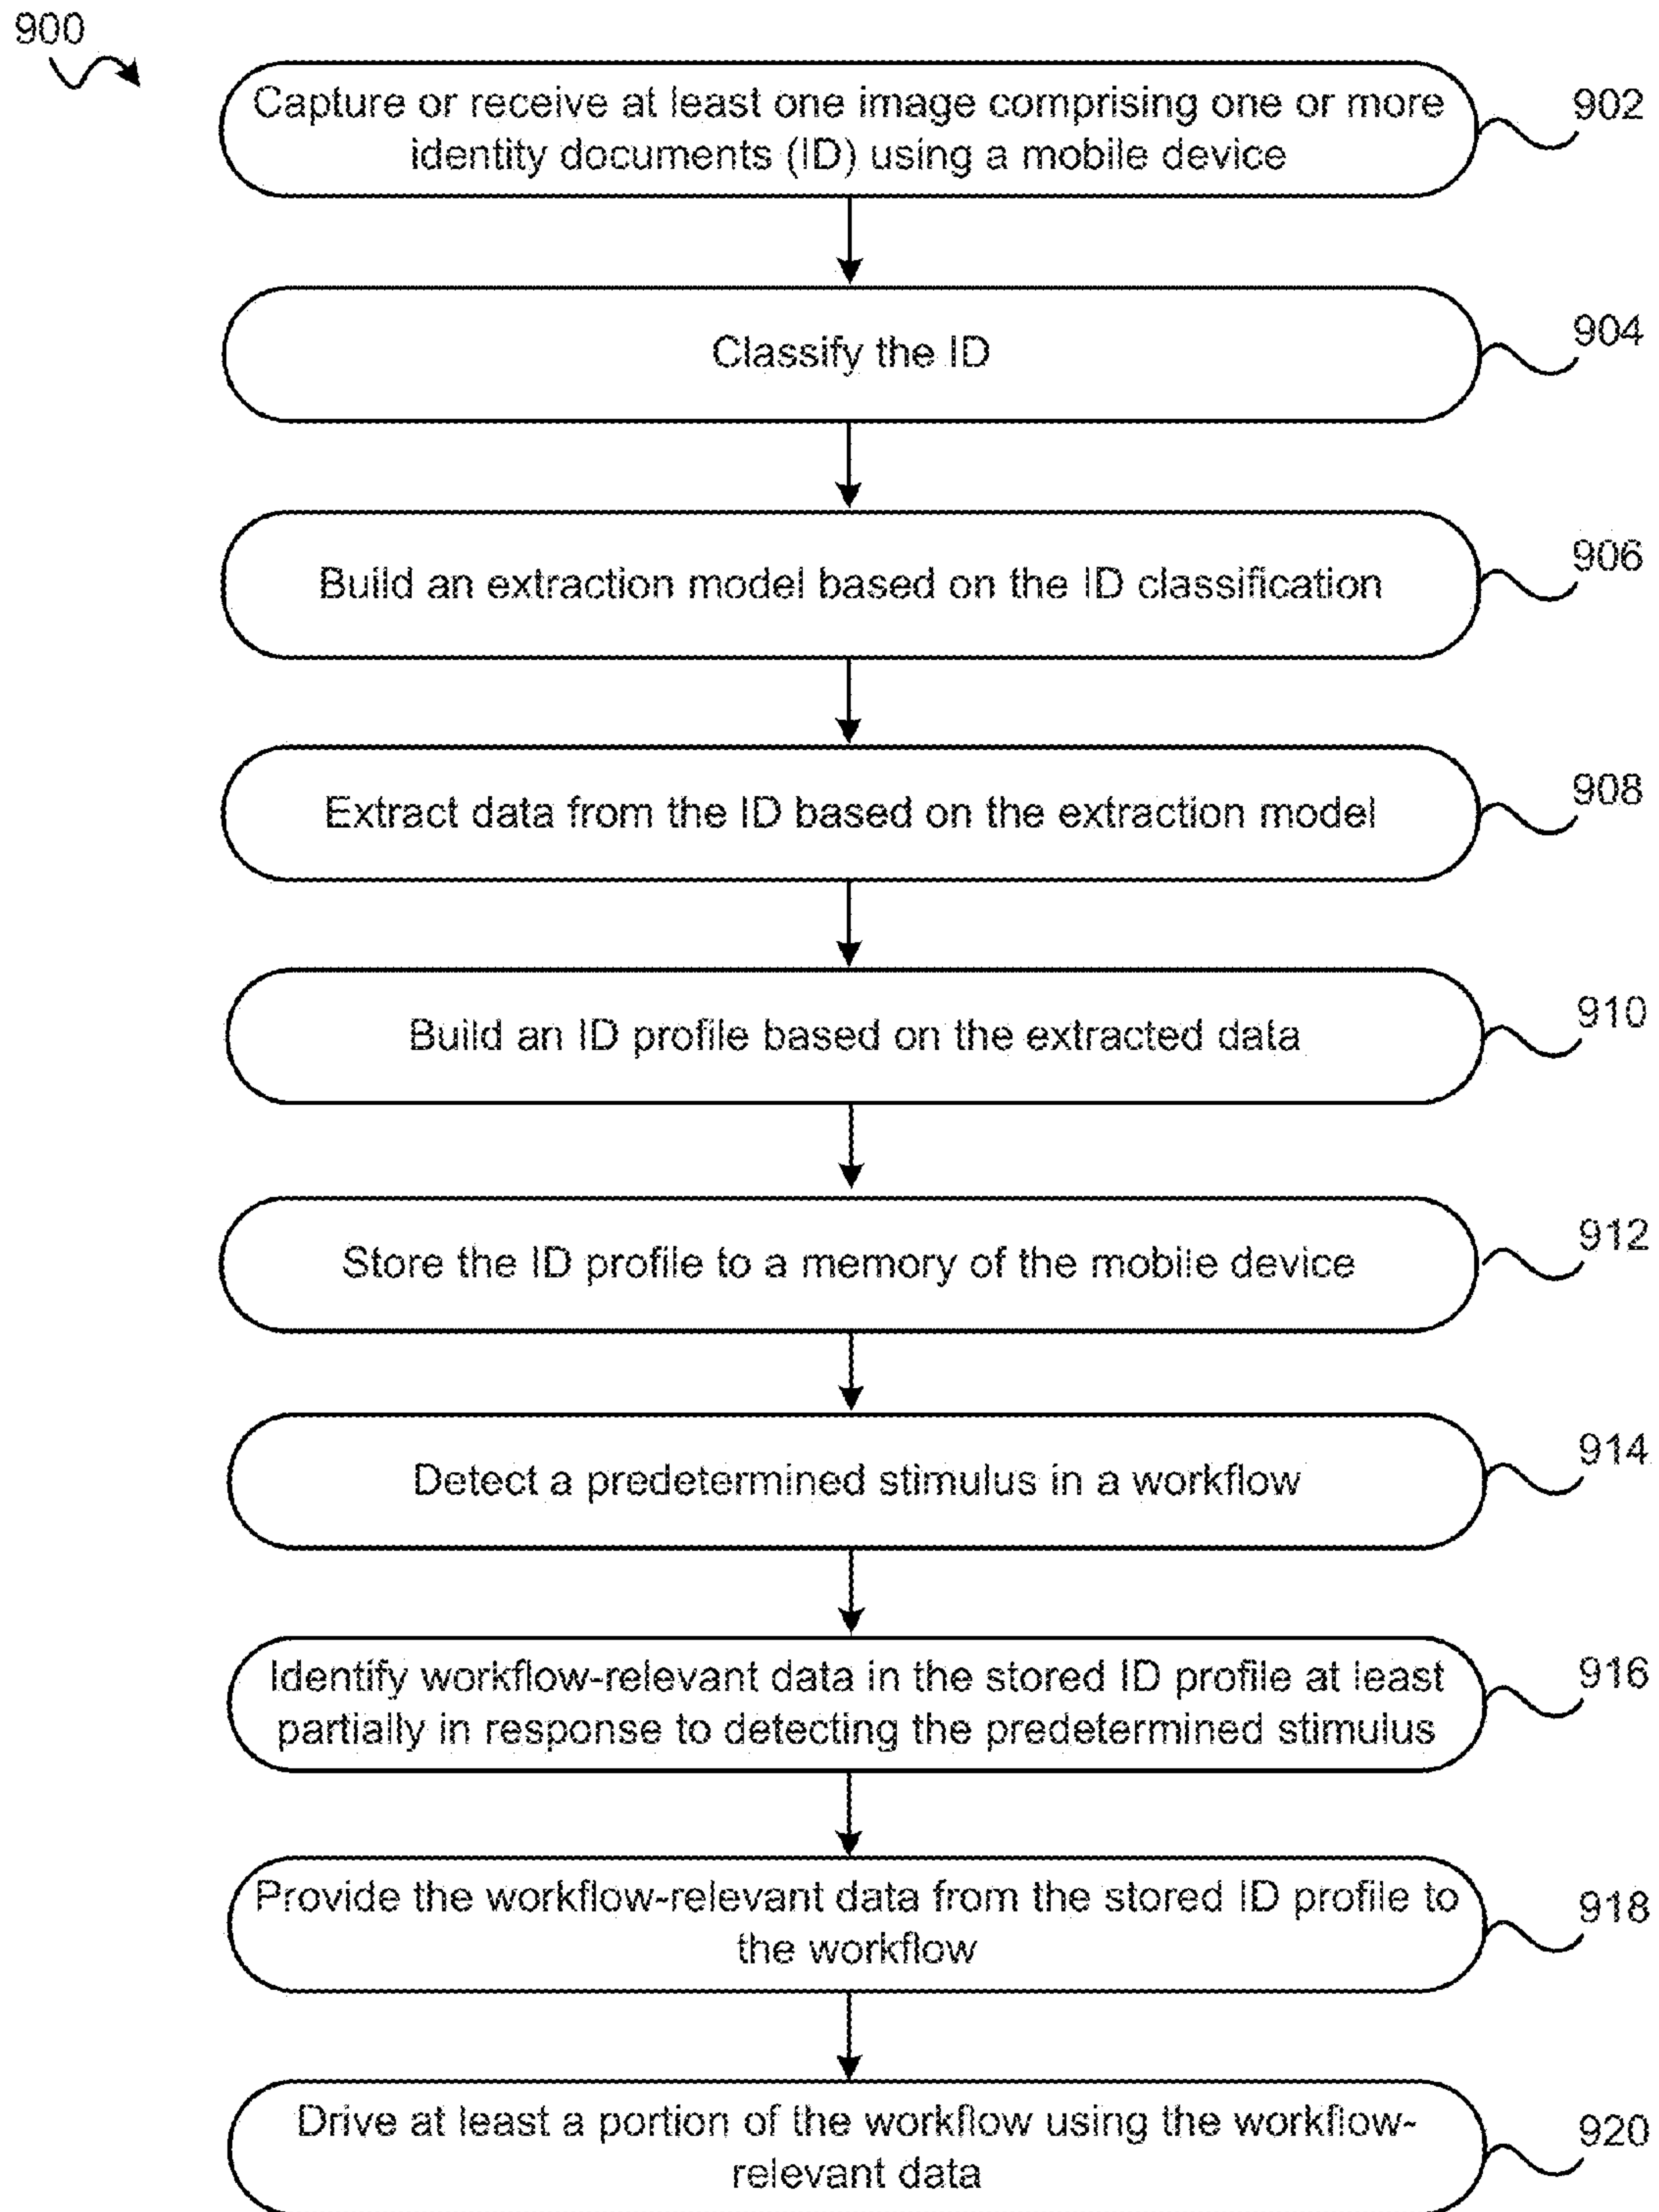 900
Capture or receive at least one image comprising one or more
identity documents (ID) using a mobile device
902
Classify the ID
904
Build an extraction model based on the ID classification
906
Extract data from the ID based on the extraction model
908
Build an ID profile based on the extracted data
910
Store the ID profile to a memory of the mobile device
912
Detect a predetermined stimulus in a workflow
914
Identify workflow-relevant data in the stored ID profile at least
partially in response to detecting the predetermined stimulus
916
Provide the workflow-relevant data from the stored ID profile to
the workflow
918
Drive at least a portion of the workflow using the workflow-
relevant data
920